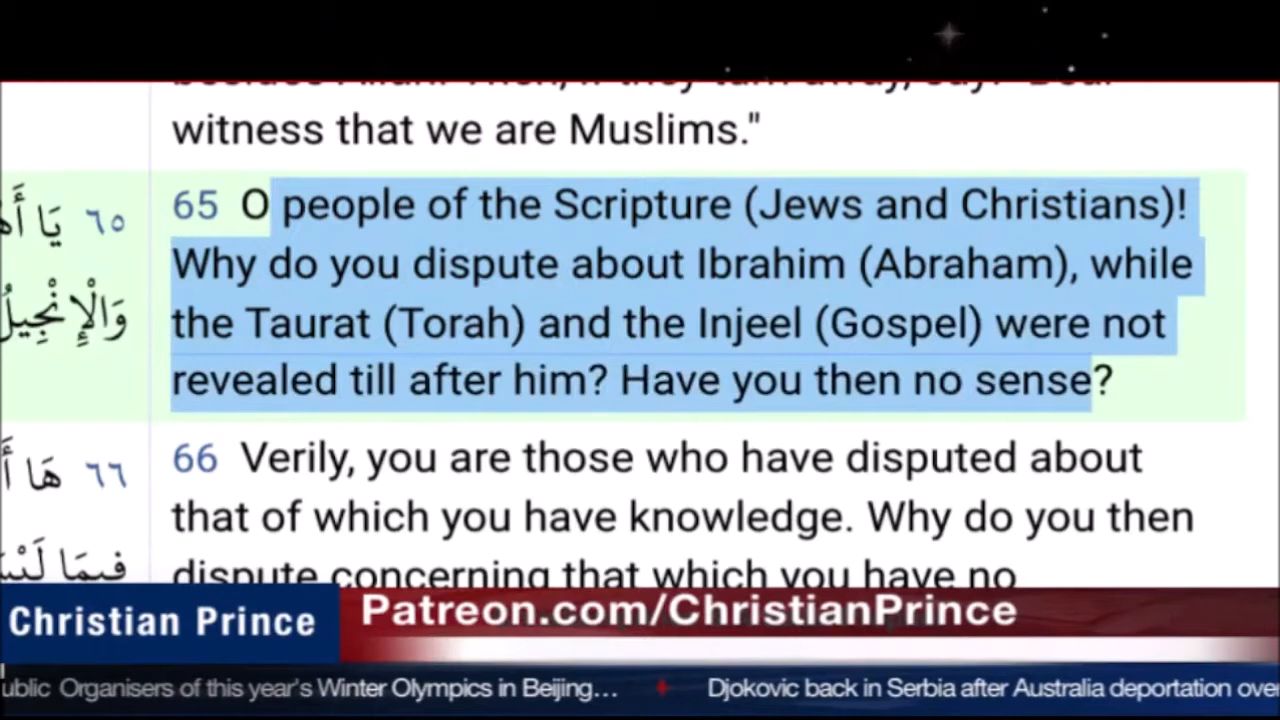 witness that we are Muslims."
٦٥ يَا
65 O people of the Scripture (Jews and Christians)!
Why do you dispute about Ibrahim (Abraham), while
the Taurat (Torah) and the Injeel (Gospel) were not
وَالْإِنْجِيلُ
revealed till after him? Have you then no sense?
٦٦ هَا
66 Verily, you are those who have disputed about
that of which you have knowledge. Why do you then
dispute concerning that which you have no
فِيمَا
Christian Prince
Patreon.com/ChristianPrince
Organisers of this year's Winter Olympics in Beijing... Djokovic back in Serbia after Australia deportation